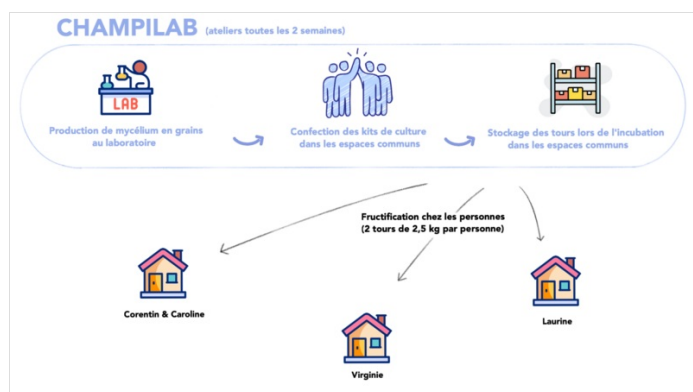 CHAMPILAB (ateliers toutes les 2 semaines)
LAB
Production de mycélium en grains
au laboratoire
Confection des kits de culture
dans les espaces communs
Stockage des tours lors de l'incubation
dans les espaces communs
Fructification chez les personnes
(2 tours de 2,5 kg par personne)
Corentin & Caroline
Laurine
Virginie